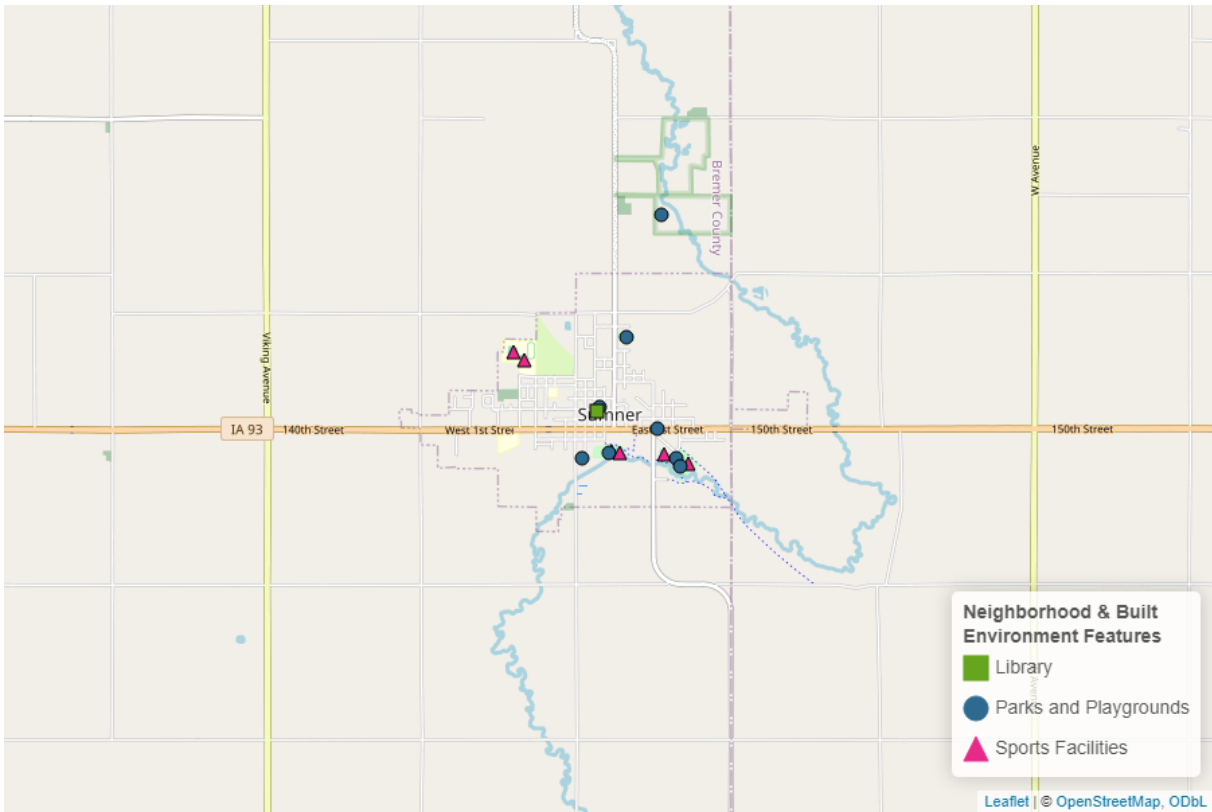 W Avenue
Bremer County
Viking Avenue
Sumner
IA 93
140th Street
West 1st Stree
East 1st Street
150th Street
150th Street
Neighborhood & Built
Environment Features
Library
Parks and Playgrounds
Sports Facilities
Leaflet | © OpenStreetMap, ODbL